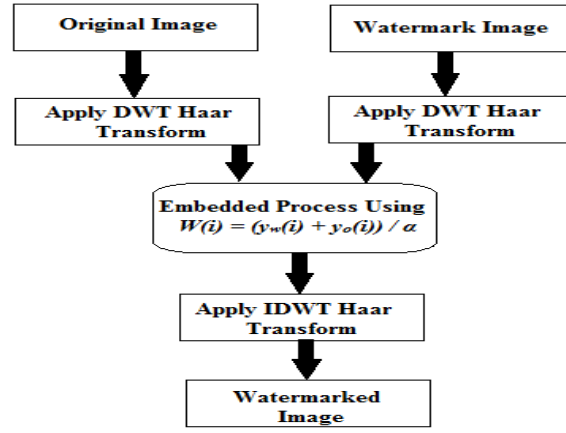 Original Image
Watermark Image
Apply DWT Haar
Transform
Apply DWT Haar
Transform
Embedded Process Using
W(i) = (yw(i) + yo(i)) / α
Apply IDWT Haar
Transform
Watermarked
Image